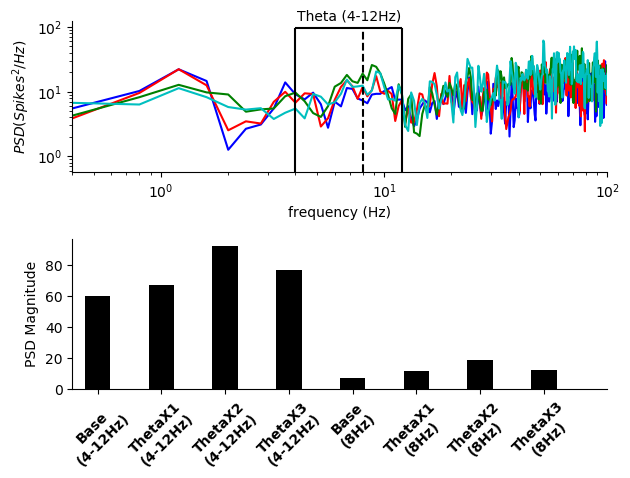 Theta (4-12Hz)
PSD(Spikes²/Hz)
10²
10¹
10⁰
10⁰ 10¹ 10²
frequency (Hz)
PSD Magnitude
80
60
40
20
0
Base
(4-12Hz)
ThetaX1
(4-12Hz)
ThetaX2
(4-12Hz)
ThetaX3
(4-12Hz)
Base
(8Hz)
ThetaX1
(8Hz)
ThetaX2
(8Hz)
ThetaX3
(8Hz)